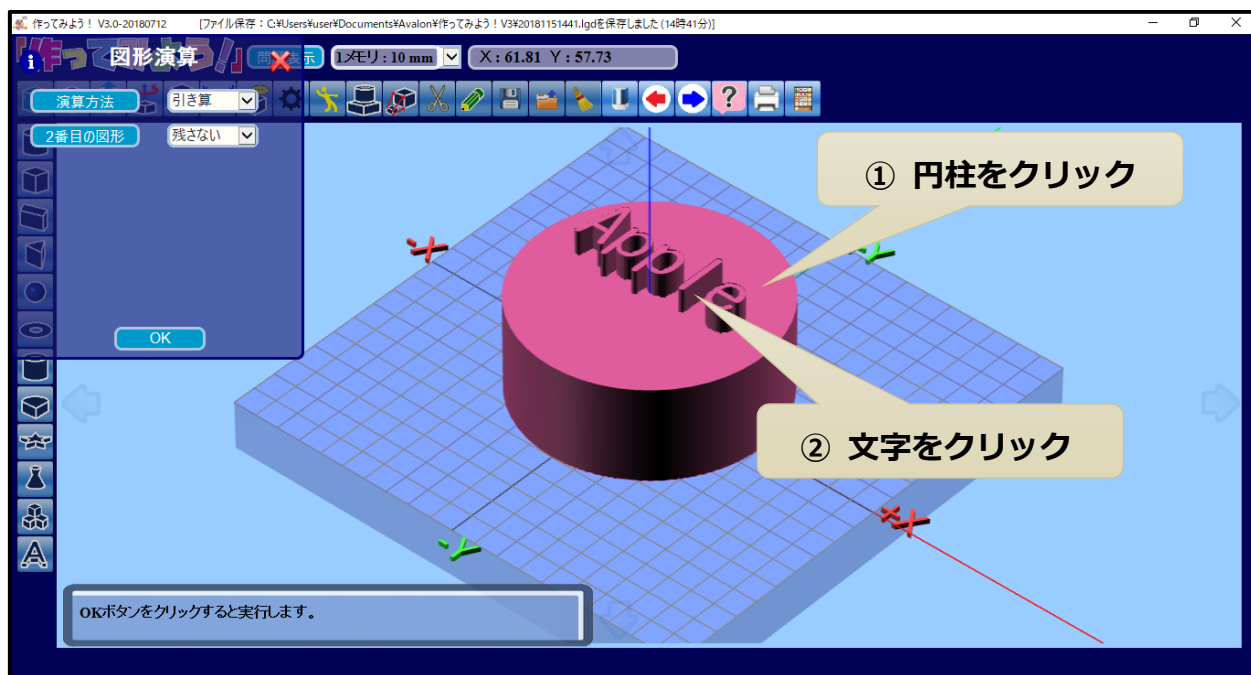 作ってみよう! V3.0-20180712 [ファイル保存:C:¥Users¥user¥Documents¥Avalon¥作ってみよう!V3¥20181151441.lgdを保存しました(14時41分)]
図形演算
表示
1メモリ:10 mm
X:61.81 Y:57.73
演算方法
引き算
2番目の図形
残さない
OK
① 円柱をクリック
② 文字をクリック
Apple
-X
Y
-Y
+X
OKボタンをクリックすると実行します。